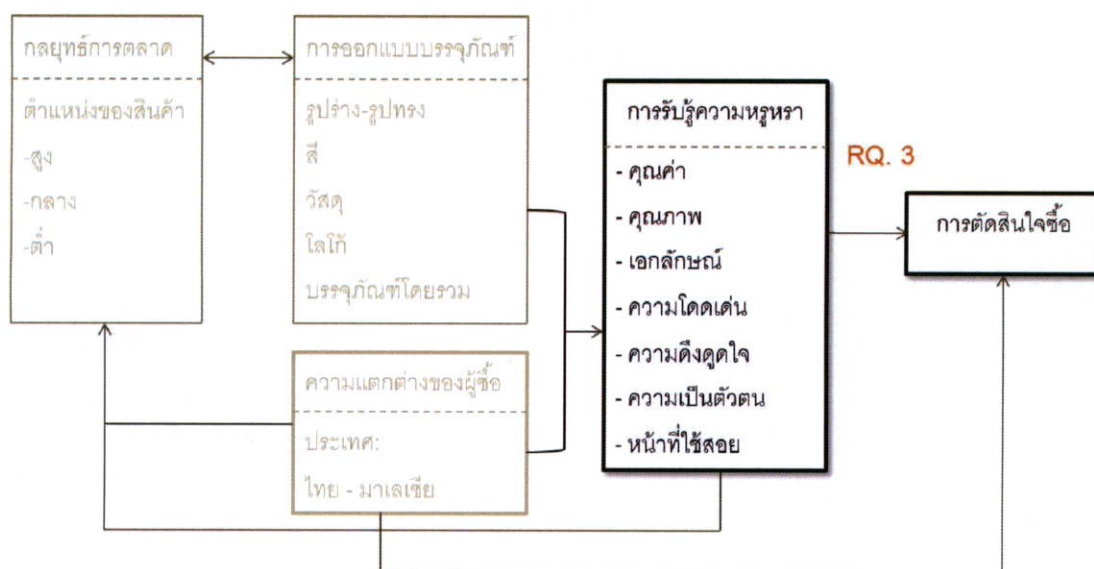 กลยุทธ์การตลาด
ตำแหน่งของสินค้า
-สูง
-กลาง
-ต่ำ
การออกแบบบรรจุภัณฑ์
รูปร่าง-รูปทรง
สี
วัสดุ
โลโก้
บรรจุภัณฑ์โดยรวม
ความแตกต่างของผู้ซื้อ
ประเทศ:
ไทย - มาเลเซีย
การรับรู้ความหรูหรา
- คุณค่า
- คุณภาพ
- เอกลักษณ์
- ความโดดเด่น
- ความดึงดูดใจ
- ความเป็นตัวตน
- หน้าที่ใช้สอย
RQ. 3
การตัดสินใจซื้อ